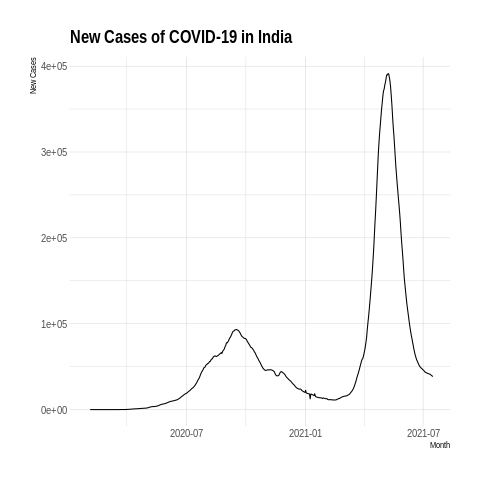 New Cases of COVID-19 in India
New Cases
4e+05
3e+05
2e+05
1e+05
0e+00
2020-07
2021-01
2021-07
Month